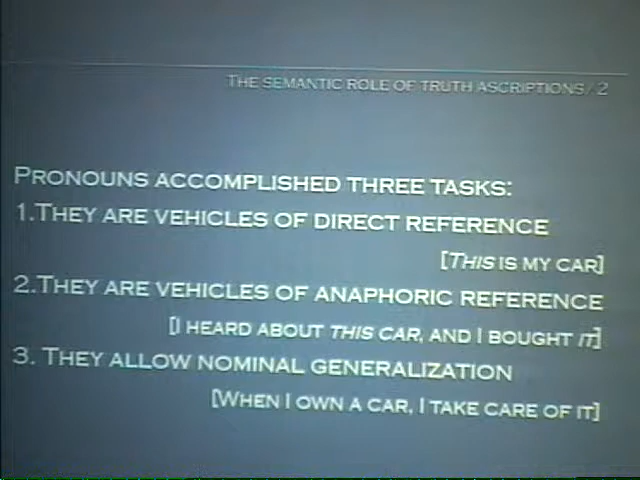 The semantic role of truth ascriptions / 2
Pronouns accomplished three tasks:
1.They are vehicles of direct reference
[This is my car]
2.They are vehicles of anaphoric reference
[I heard about this car, and I bought it]
3. They allow nominal generalization
[When I own a car, I take care of it]